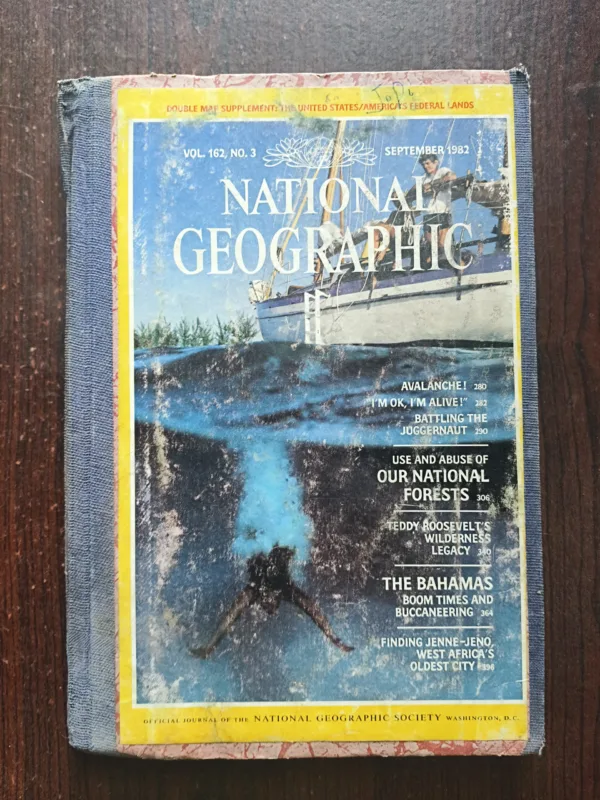 DOUBLE MAP SUPPLEMENT: THE UNITED STATES/AMERICA'S FEDERAL LANDS
VOL. 162, NO. 3
SEPTEMBER 1982
NATIONAL
GEOGRAPHIC
AVALANCHE! 280
"I'M OK, I'M ALIVE!" 282
BATTLING THE
JUGGERNAUT 290
USE AND ABUSE OF
OUR NATIONAL
FORESTS 306
TEDDY ROOSEVELT'S
WILDERNESS
LEGACY 340
THE BAHAMAS
BOOM TIMES AND
BUCCANEERING 364
FINDING JENNE-JENO,
WEST AFRICA'S
OLDEST CITY
OFFICIAL JOURNAL OF THE NATIONAL GEOGRAPHIC SOCIETY WASHINGTON, D.C.